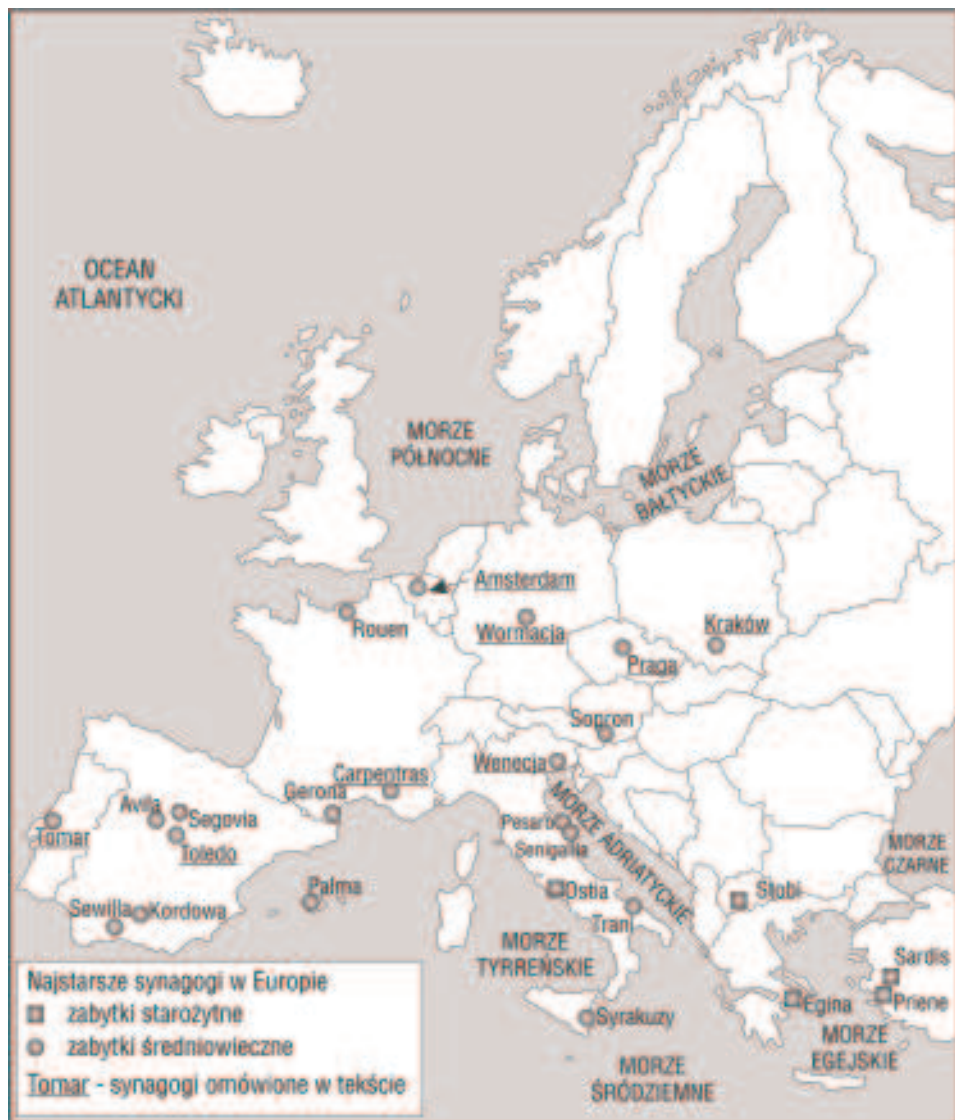 OCEAN
ATLANTYCKI
MORZE
PÓŁNOCNE
MORZE
BAŁTYCKIE
Amsterdam
Rouen
Wormacja
Kraków
Praga
Sopron
Wenecja
Carpentras
Gerona
Avila
Segovia
Tomar
Toledo
Pesaro
Senigallia
MORZE ADRIATYCKIE
MORZE
CZARNE
Palma
Ostia
Słobi
Sewilla
Kordowa
Trani
MORZE
TYRREŃSKIE
Sardis
Priene
Egina
Syrakuzy
MORZE
EGEJSKIE
MORZE
ŚRÓDZIEMNE
Najstarsze synagogi w Europie
zabytki starożytne
zabytki średniowieczne
Tomar - synagogi omówione w tekście